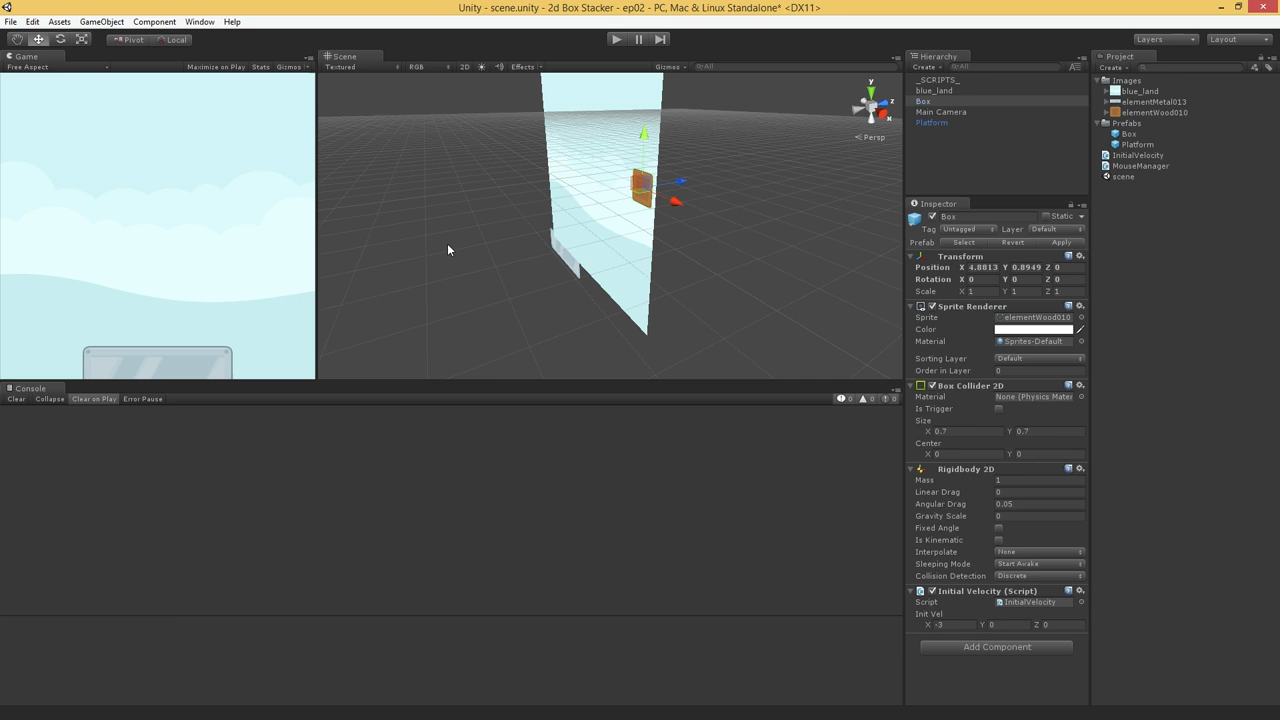 Unity - scene.unity - 2d Box Stacker - ep02 - PC, Mac & Linux Standalone* <DX11>
File Edit Assets GameObject Component Window Help
Pivot Local Layers Layout
Game
Free Aspect Maximize on Play Stats Gizmos
Scene
Textured RGB 2D Effects Gizmos All
y
z
x
Persp
Console
Clear Collapse Clear on Play Error Pause 0 0 0
Hierarchy
Create All
_SCRIPTS_
blue_land
Box
Main Camera
Platform
Inspector
Box Static
Tag Untagged Layer Default
Prefab Select Revert Apply
Transform
Position X 4.8813 Y 0.8949 Z 0
Rotation X 0 Y 0 Z 0
Scale X 1 Y 1 Z 1
Sprite Renderer
Sprite elementWood010
Color
Material Sprites-Default
Sorting Layer Default
Order in Layer 0
Box Collider 2D
Material None (Physics Mater
Is Trigger
Size
X 0.7 Y 0.7
Center
X 0 Y 0
Rigidbody 2D
Mass 1
Linear Drag 0
Angular Drag 0.05
Gravity Scale 0
Fixed Angle
Is Kinematic
Interpolate None
Sleeping Mode Start Awake
Collision Detection Discrete
Initial Velocity (Script)
Script InitialVelocity
Init Vel
X -3 Y 0 Z 0
Add Component
Project
Create
Images
blue_land
elementMetal013
elementWood010
Prefabs
Box
Platform
InitialVelocity
MouseManager
scene